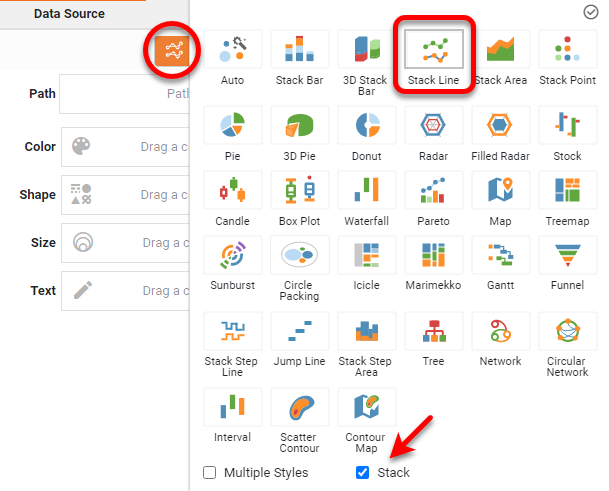 Data Source
Path
Path
Color
Drag a c
Shape
Drag a c
Size
Drag a c
Text
Drag a c
Auto
Stack Bar
3D Stack
Bar
Stack Line
Stack Area
Stack Point
Pie
3D Pie
Donut
Radar
Filled Radar
Stock
Candle
Box Plot
Waterfall
Pareto
Map
Treemap
Sunburst
Circle
Packing
Icicle
Marimekko
Gantt
Funnel
Stack Step
Line
Jump Line
Stack Step
Area
Tree
Network
Circular
Network
Interval
Scatter
Contour
Contour
Map
Multiple Styles
Stack